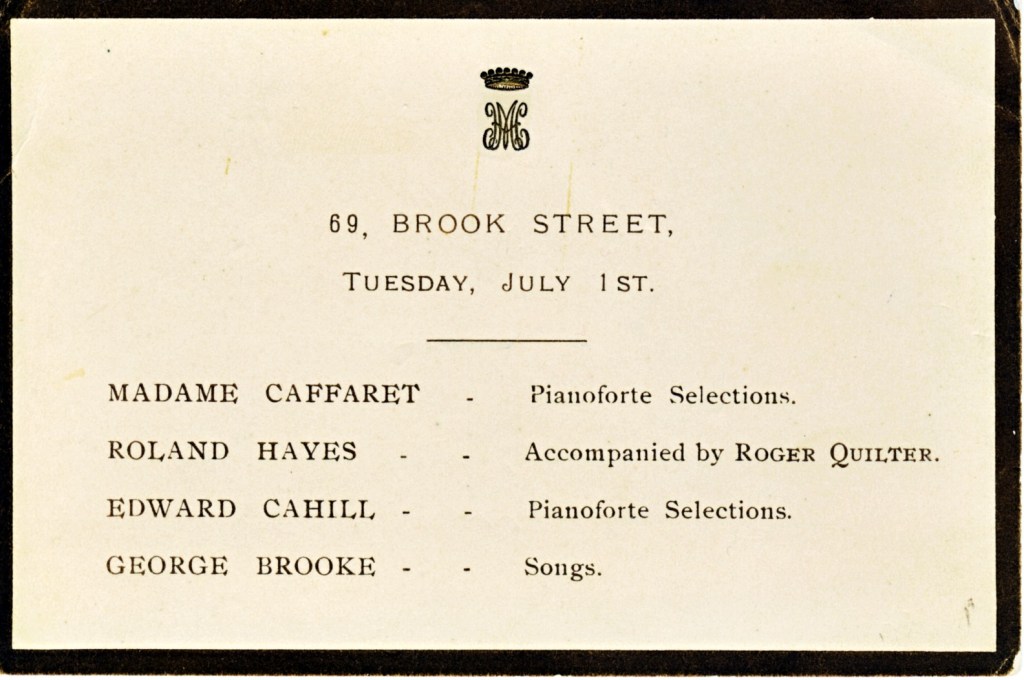 69, BROOK STREET,
TUESDAY, JULY 1ST.
MADAME CAFFARET - Pianoforte Selections.
ROLAND HAYES - - Accompanied by ROGER QUILTER.
EDWARD CAHILL - - Pianoforte Selections.
GEORGE BROOKE - - Songs.